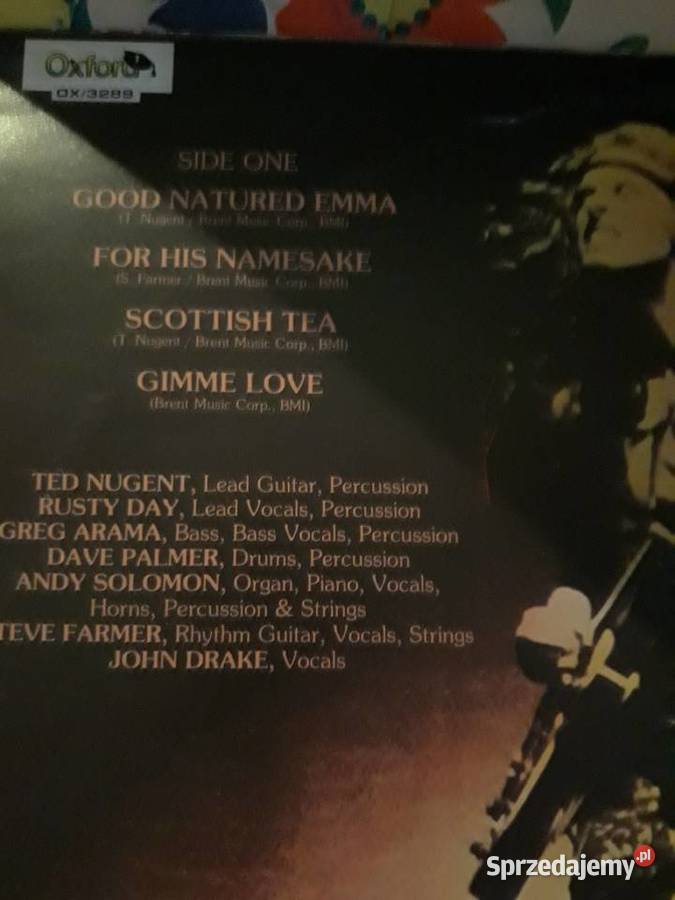 Oxford
OX/3289
SIDE ONE
GOOD NATURED EMMA
(T. Nugent / Brent Music Corp., BMI)
FOR HIS NAMESAKE
(S. Farmer / Brent Music Corp., BMI)
SCOTTISH TEA
(T. Nugent / Brent Music Corp., BMI)
GIMME LOVE
(Brent Music Corp., BMI)
TED NUGENT, Lead Guitar, Percussion
RUSTY DAY, Lead Vocals, Percussion
GREG ARAMA, Bass, Bass Vocals, Percussion
DAVE PALMER, Drums, Percussion
ANDY SOLOMON, Organ, Piano, Vocals,
Horns, Percussion & Strings
TEVE FARMER, Rhythm Guitar, Vocals, Strings
JOHN DRAKE, Vocals
Sprzedajemy.pl